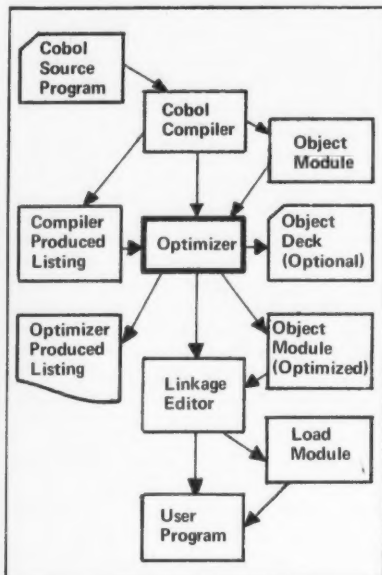 Cobol
Source
Program
Cobol
Compiler
Object
Module
Compiler
Produced
Listing
Optimizer
Object
Deck
(Optional)
Optimizer
Produced
Listing
Linkage
Editor
Object
Module
(Optimized)
Load
Module
User
Program